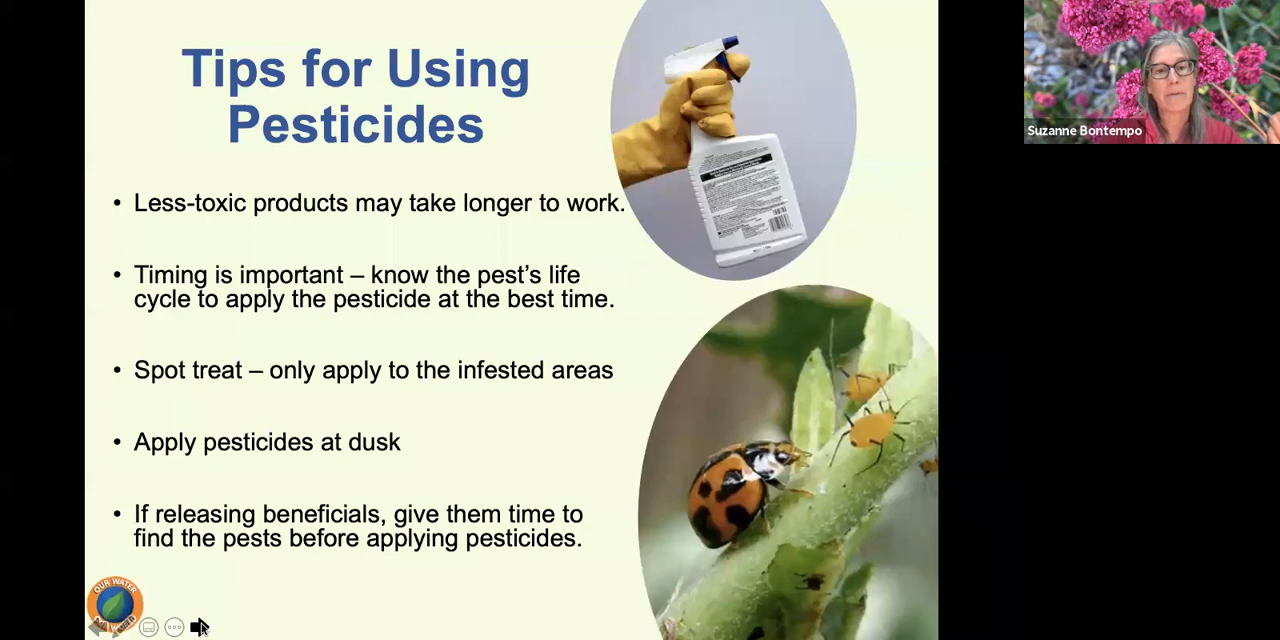 Tips for Using
Pesticides
• Less-toxic products may take longer to work.
• Timing is important – know the pest’s life
cycle to apply the pesticide at the best time.
• Spot treat – only apply to the infested areas
• Apply pesticides at dusk
• If releasing beneficials, give them time to
find the pests before applying pesticides.
OUR WATER
Suzanne Bontempo